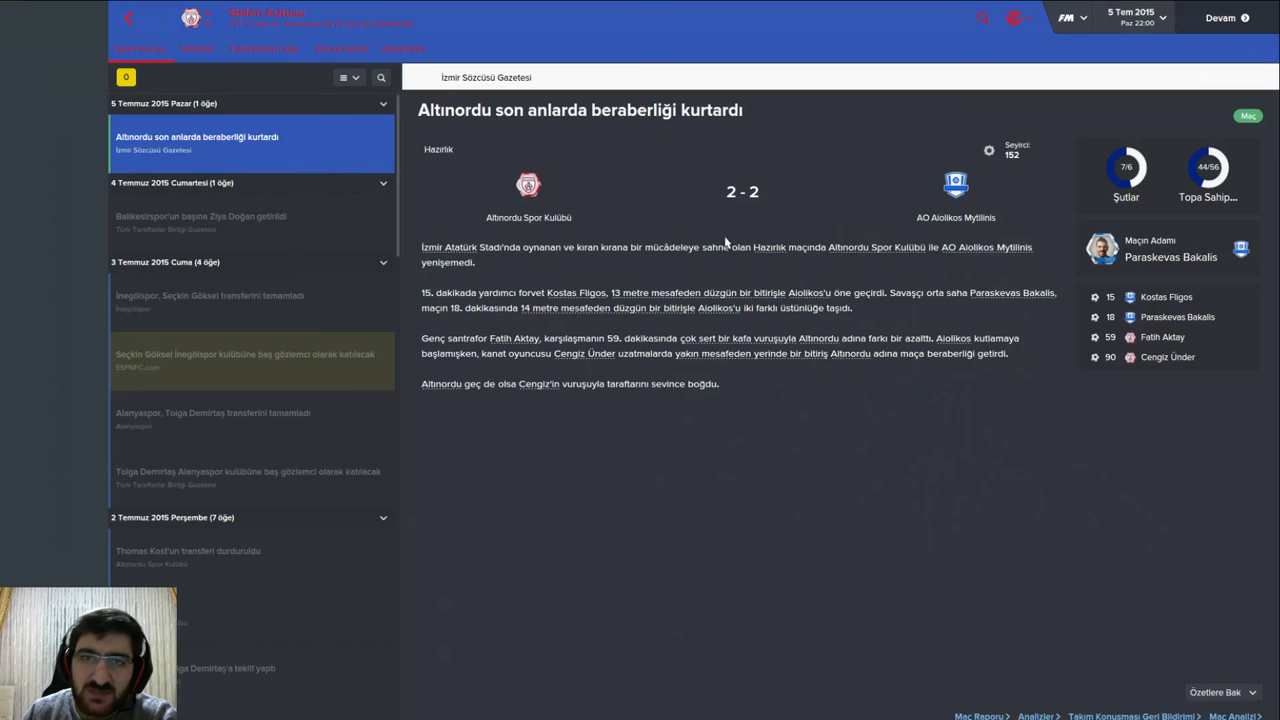 Gelen Kutusu
FM
5 Tem 2015
Paz 22:00
Devam
0
5 Temmuz 2015 Pazar (1 öğe)
Altınordu son anlarda beraberliği kurtardı
İzmir Sözcüsü Gazetesi
4 Temmuz 2015 Cumartesi (1 öğe)
Balıkesirspor'un başına Ziya Doğan getirildi
Türk Taraftarlar Birliği Gazetesi
3 Temmuz 2015 Cuma (4 öğe)
İnegölspor, Seçkin Göksel transferini tamamladı
İnegölspor
Seçkin Göksel İnegölspor kulübüne baş gözlemci olarak katılacak
ESPNFC.com
Alanyaspor, Tolga Demirtaş transferini tamamladı
Alanyaspor
Tolga Demirtaş Alanyaspor kulübüne baş gözlemci olarak katılacak
Türk Taraftarlar Birliği Gazetesi
2 Temmuz 2015 Perşembe (7 öğe)
Thomas Kost'un transferi durduruldu
Altınordu Spor Kulübü
Demirtaş'a teklif yaptı
İzmir Sözcüsü Gazetesi
Altınordu son anlarda beraberliği kurtardı
Maç
Hazırlık
Seyirci:
152
2 - 2
Altınordu Spor Kulübü
AO Aiolikos Mytilinis
İzmir Atatürk Stadı'nda oynanan ve kıran kırana bir mücâdeleye sahne olan Hazırlık maçında Altınordu Spor Kulübü ile AO Aiolikos Mytilinis
yenişemedi.
15. dakikada yardımcı forvet Kostas Fligos, 13 metre mesafeden düzgün bir bitirişle Aiolikos'u öne geçirdi. Savaşçı orta saha Paraskevas Bakalis,
maçın 18. dakikasında 14 metre mesafeden düzgün bir bitirişle Aiolikos'u iki farklı üstünlüğe taşıdı.
Genç santrafor Fatih Aktay, karşılaşmanın 59. dakikasında çok sert bir kafa vuruşuyla Altınordu adına farkı bir azalttı. Aiolikos kutlamaya
başlamışken, kanat oyuncusu Cengiz Ünder uzatmalarda yakın mesafeden yerinde bir bitiriş Altınordu adına maça beraberliği getirdi.
Altınordu geç de olsa Cengiz'in vuruşuyla taraftarını sevince boğdu.
7/6
44/56
Şutlar
Topa Sahip...
Maçın Adamı
Paraskevas Bakalis
15 Kostas Fligos
18 Paraskevas Bakalis
59 Fatih Aktay
90 Cengiz Ünder
Özetlere Bak
Maç Raporu
Analizler
Takım Konuşması Geri Bildirimi
Maç Analizi